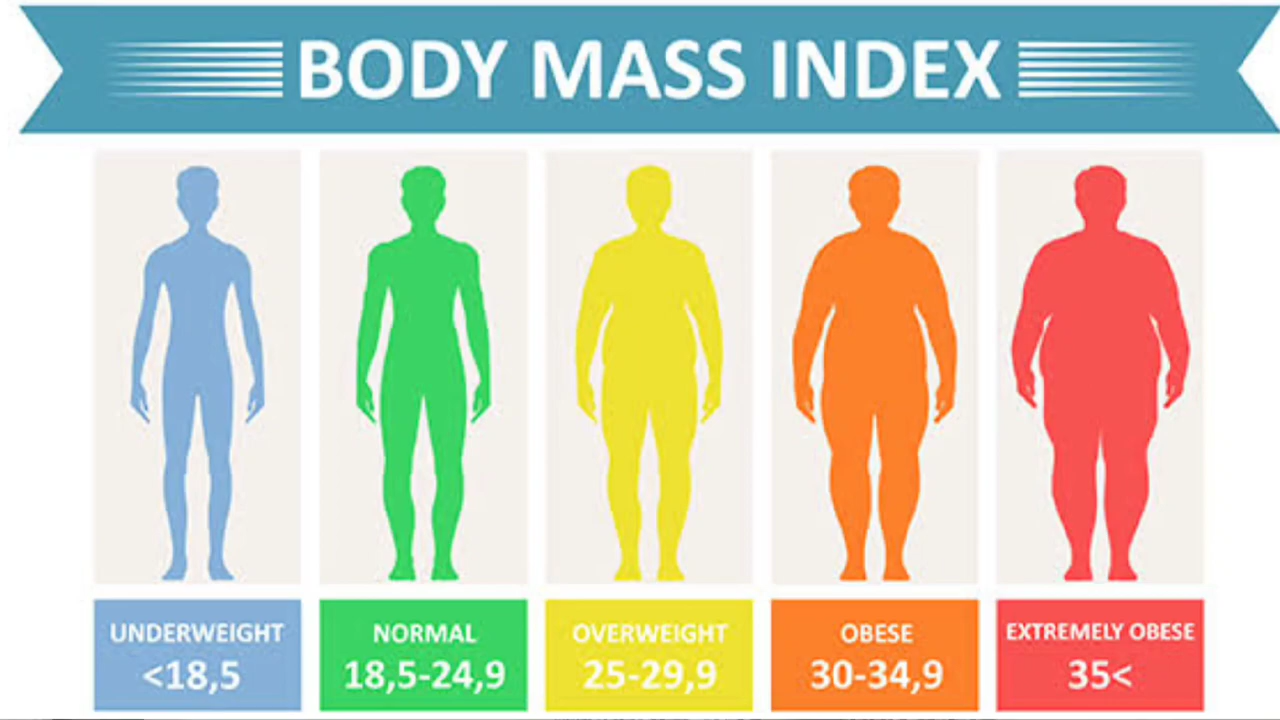 BODY MASS INDEX
UNDERWEIGHT
<18,5
NORMAL
18,5-24,9
OVERWEIGHT
25-29,9
OBESE
30-34,9
EXTREMELY OBESE
35<